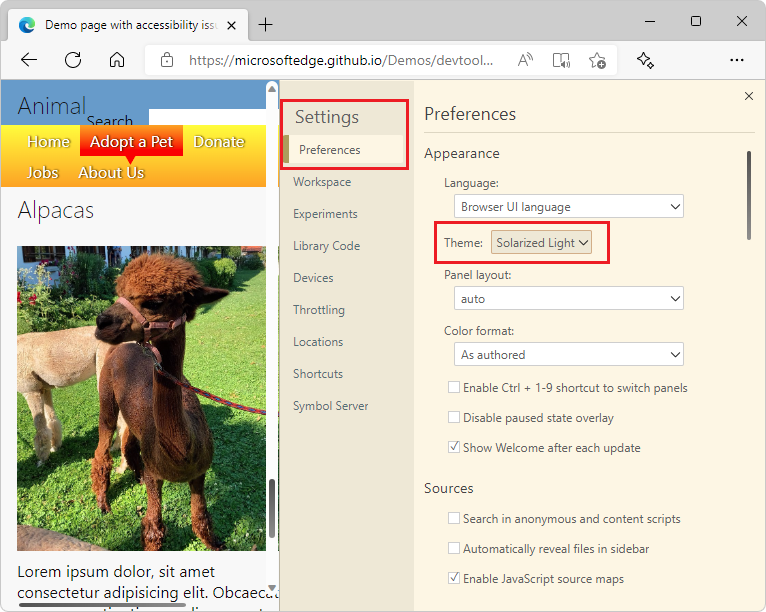 Demo page with accessibility iss
https://microsoftedge.github.io/Demos/devtool...
Animal
Search
Home Adopt a Pet Donate
Jobs About Us
Alpacas
Lorem ipsum dolor, sit amet
consectetur adipisicing elit. Obcaecat
Settings
Preferences
Workspace
Experiments
Library Code
Devices
Throttling
Locations
Shortcuts
Symbol Server
Preferences
Appearance
Language:
Browser UI language
Theme: Solarized Light
Panel layout:
auto
Color format:
As authored
Enable Ctrl + 1-9 shortcut to switch panels
Disable paused state overlay
Show Welcome after each update
Sources
Search in anonymous and content scripts
Automatically reveal files in sidebar
Enable JavaScript source maps